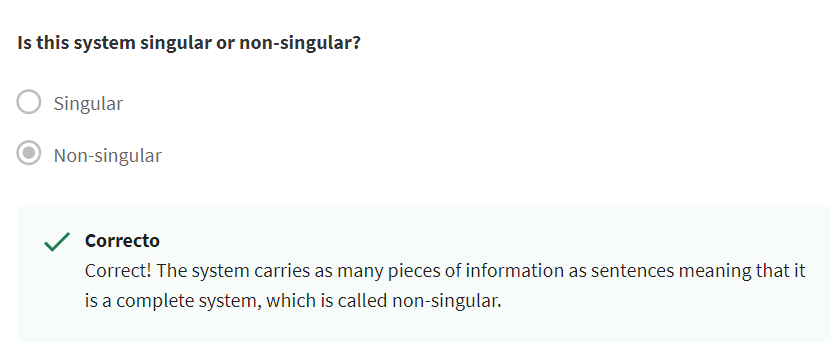 Is this system singular or non-singular?
Singular
Non-singular
Correcto
Correct! The system carries as many pieces of information as sentences meaning that it
is a complete system, which is called non-singular.